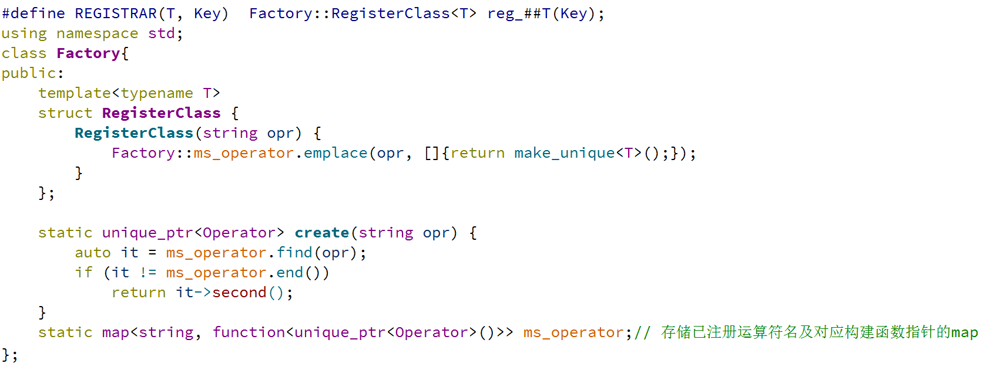 #define REGISTRAR(T, Key)  Factory::RegisterClass<T> reg_##T(Key);
using namespace std;
class Factory{
public:
    template<typename T>
    struct RegisterClass {
        RegisterClass(string opr) {
            Factory::ms_operator.emplace(opr, []{return make_unique<T>();});
        }
    };

    static unique_ptr<Operator> create(string opr) {
        auto it = ms_operator.find(opr);
        if (it != ms_operator.end())
            return it->second();
    }
    static map<string, function<unique_ptr<Operator>()>> ms_operator;// 存储已注册运算符名及对应构建函数指针的map
};